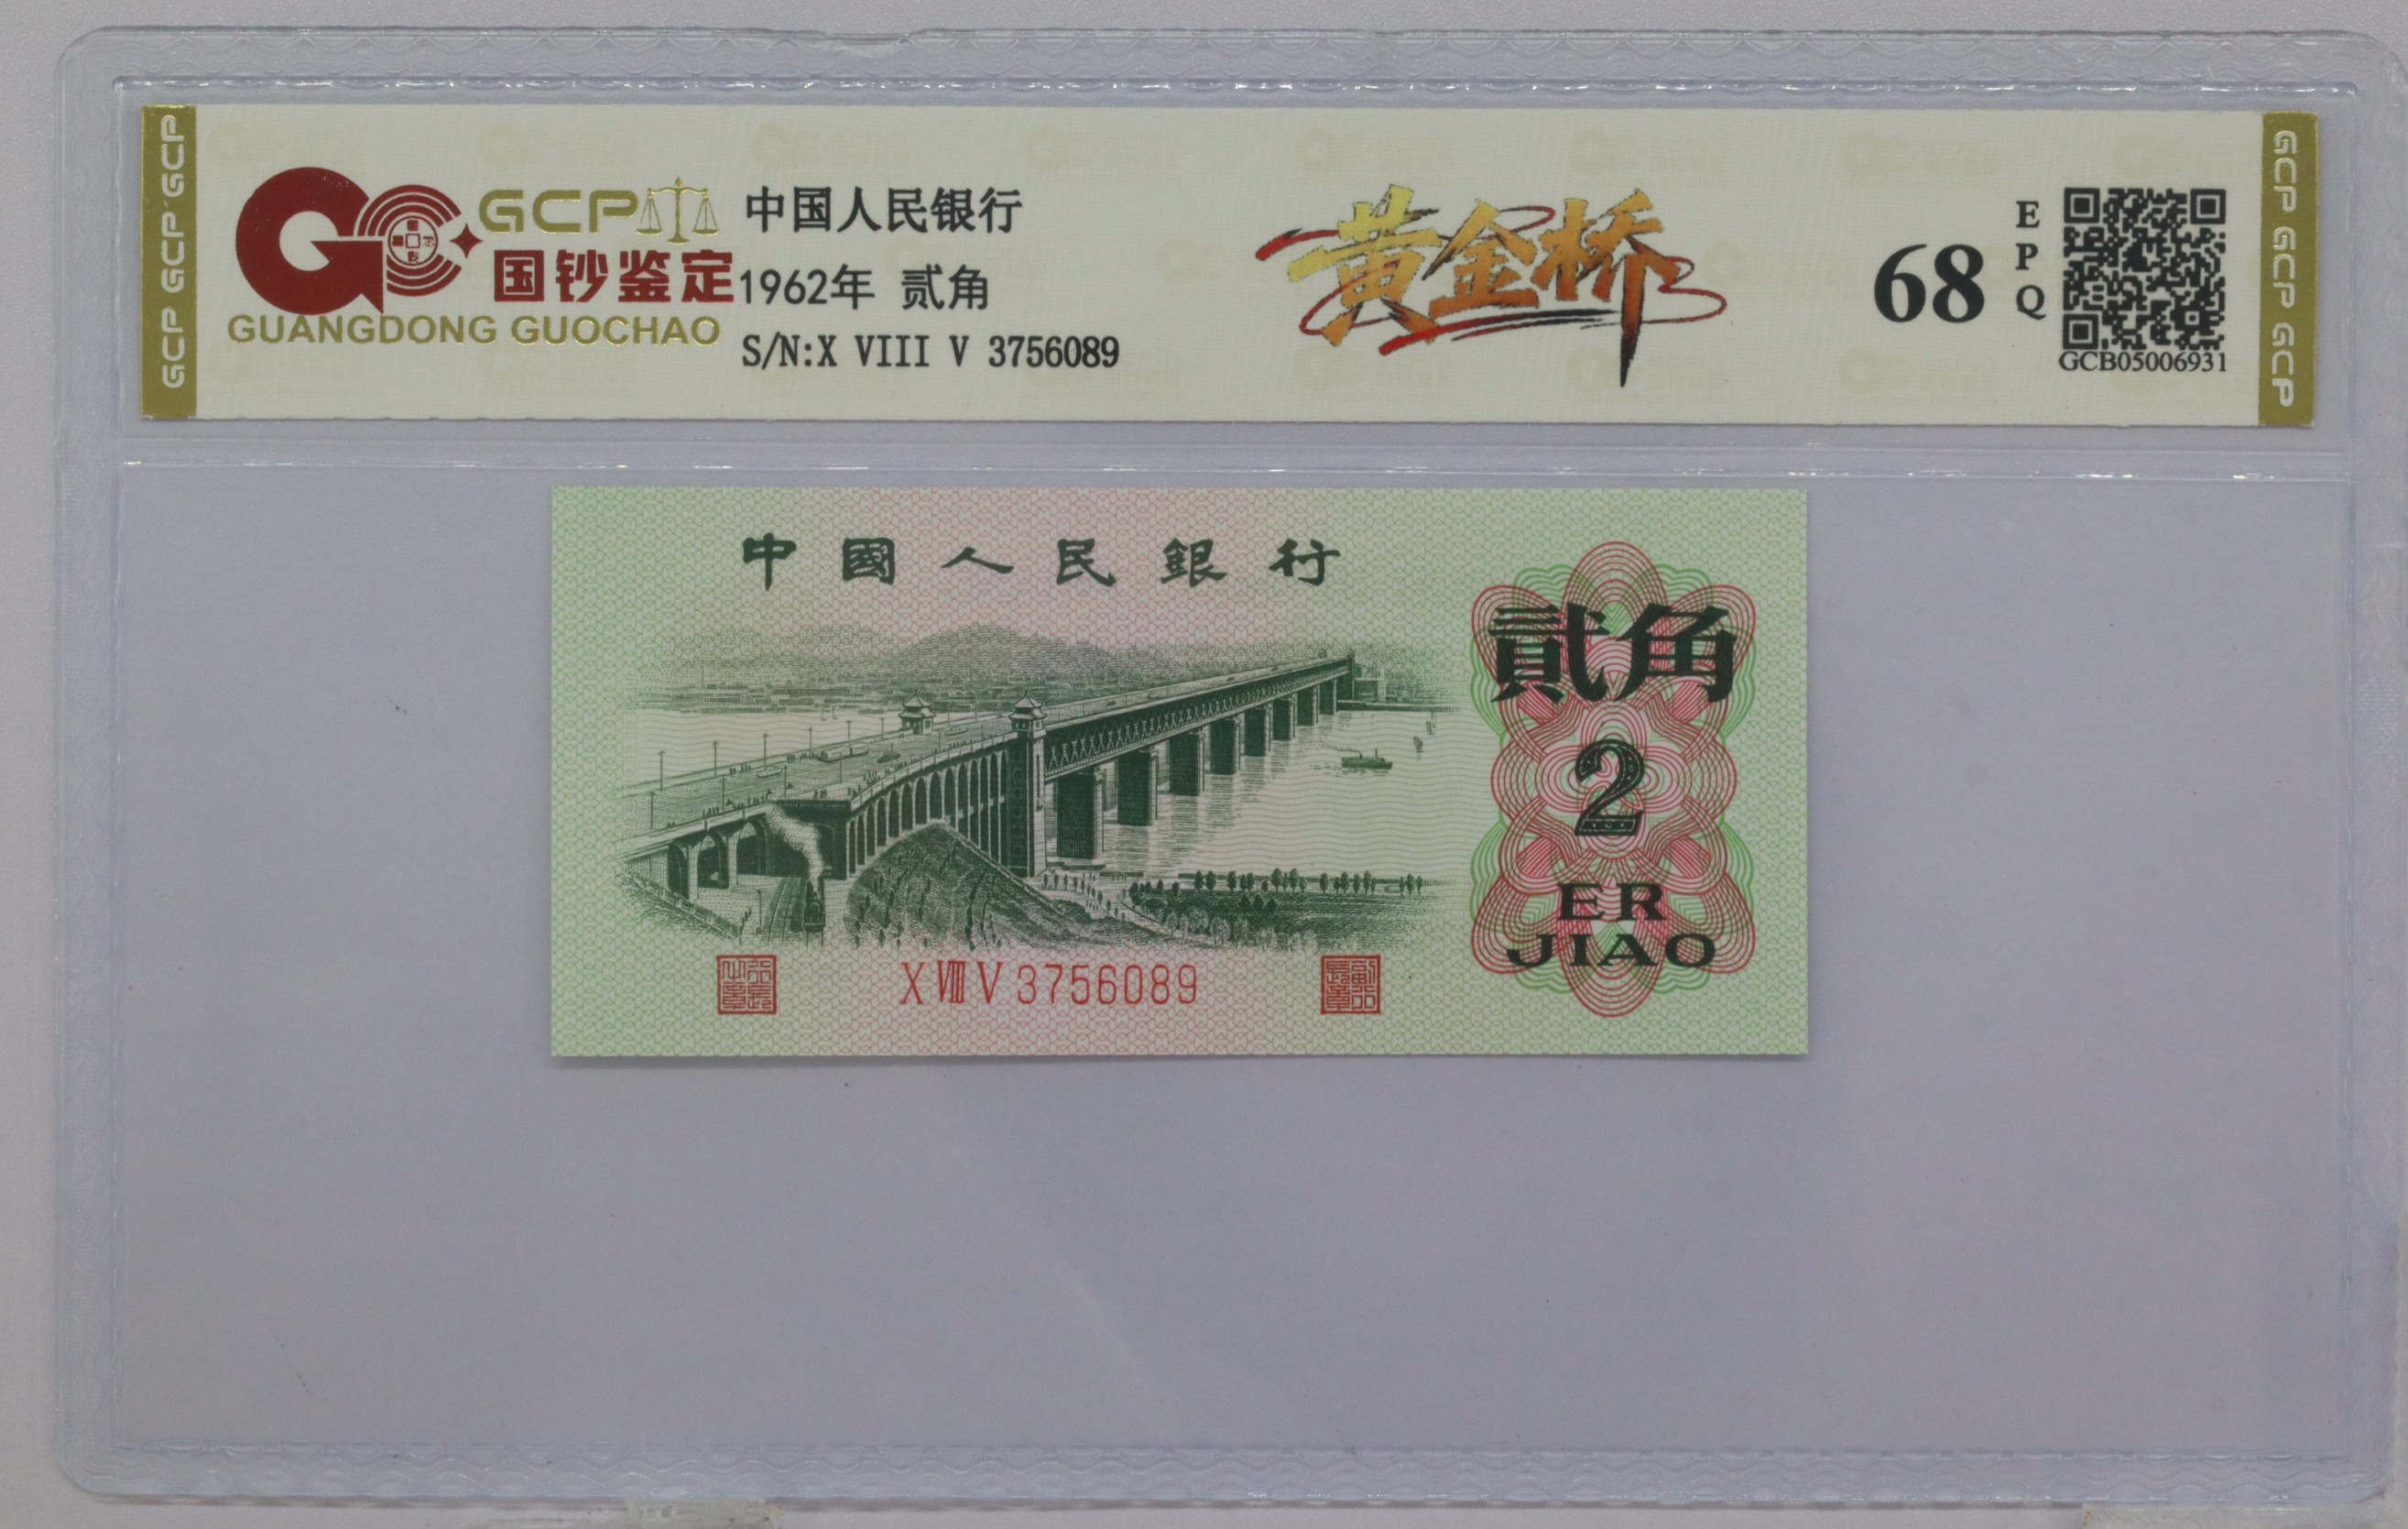 GCP GCP GCP
GCP
国钞鉴定
GUANGDONG GUOCHAO
中国人民银行
1962年 贰角
S/N:X VIII V 3756089
黄金桥
68
EPQ
GCB05006931
GCP GCP GCP
中國人民銀行
貳角
2
ER
JIAO
X VIII V 3756089